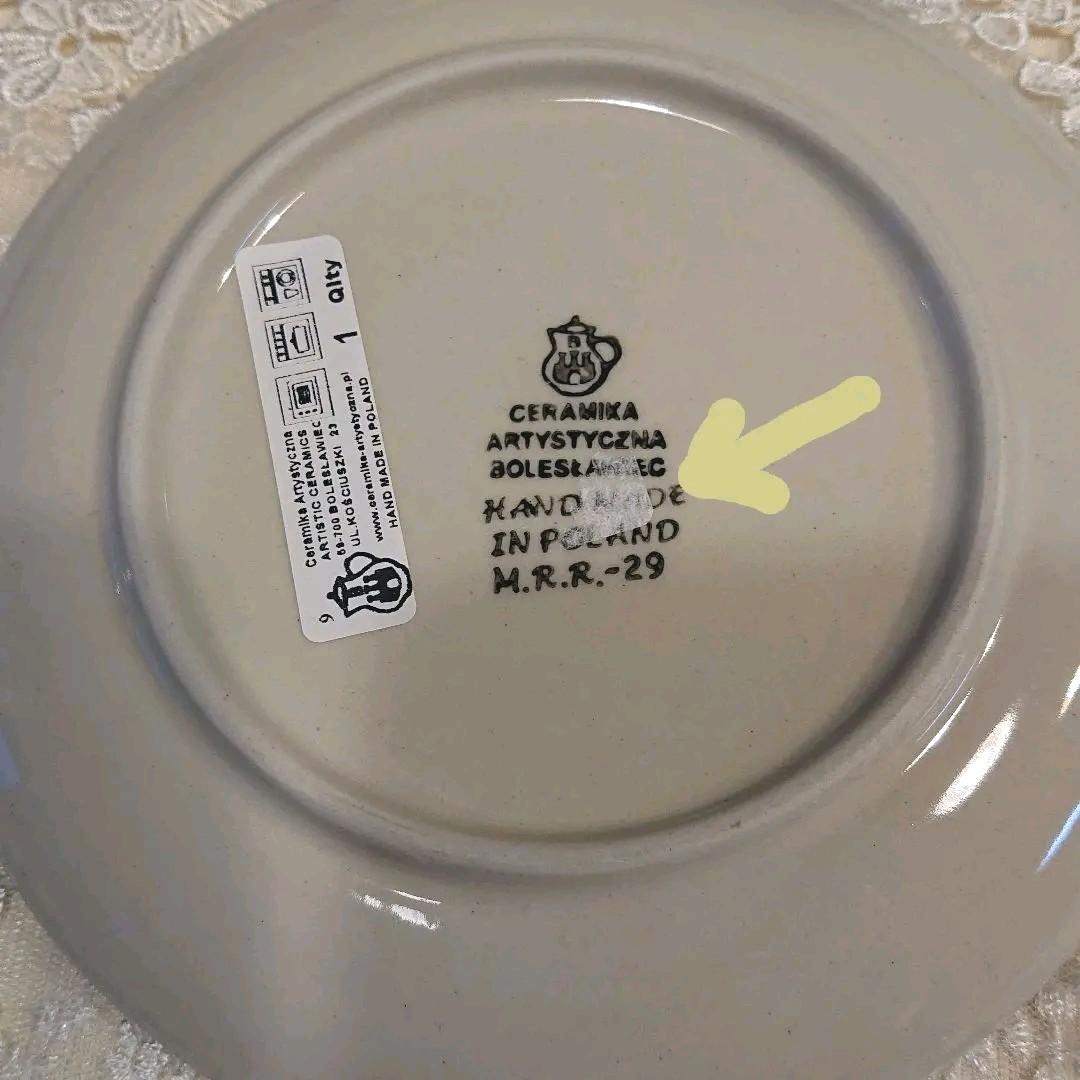 CERAMIKA
ARTYSTYCZNA
BOLESŁAWIEC
HAND MADE
IN POLAND
M.R.R.-29
1 Qlty
Ceramika Artystyczna
ARTISTIC CERAMICS
59-700 BOLESŁAWIEC
UL.KOŚCIUSZKI 23
www.ceramika-artystyczna.pl
HAND MADE IN POLAND
9